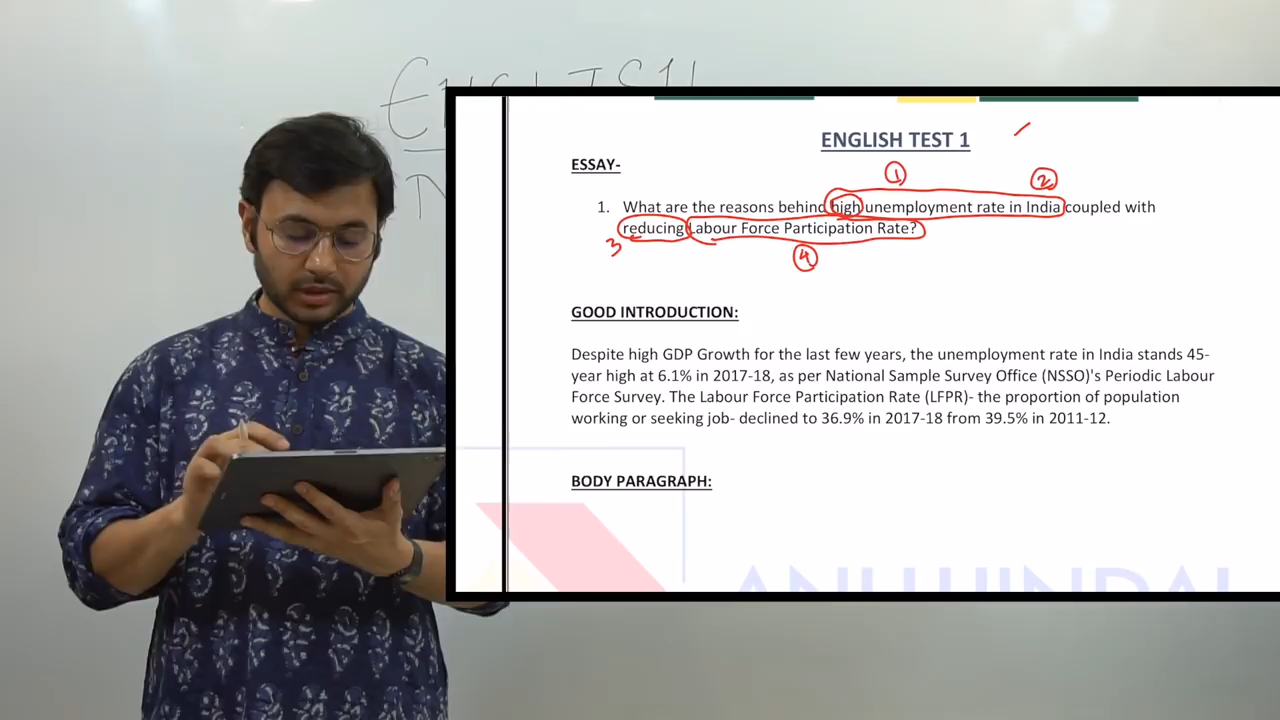 ENGLISH
ENGLISH TEST 1
ESSAY-
1 2
1. What are the reasons behind high unemployment rate in India coupled with
reducing Labour Force Participation Rate?
3 4
GOOD INTRODUCTION:
Despite high GDP Growth for the last few years, the unemployment rate in India stands 45-
year high at 6.1% in 2017-18, as per National Sample Survey Office (NSSO)'s Periodic Labour
Force Survey. The Labour Force Participation Rate (LFPR)- the proportion of population
working or seeking job- declined to 36.9% in 2017-18 from 39.5% in 2011-12.
BODY PARAGRAPH: